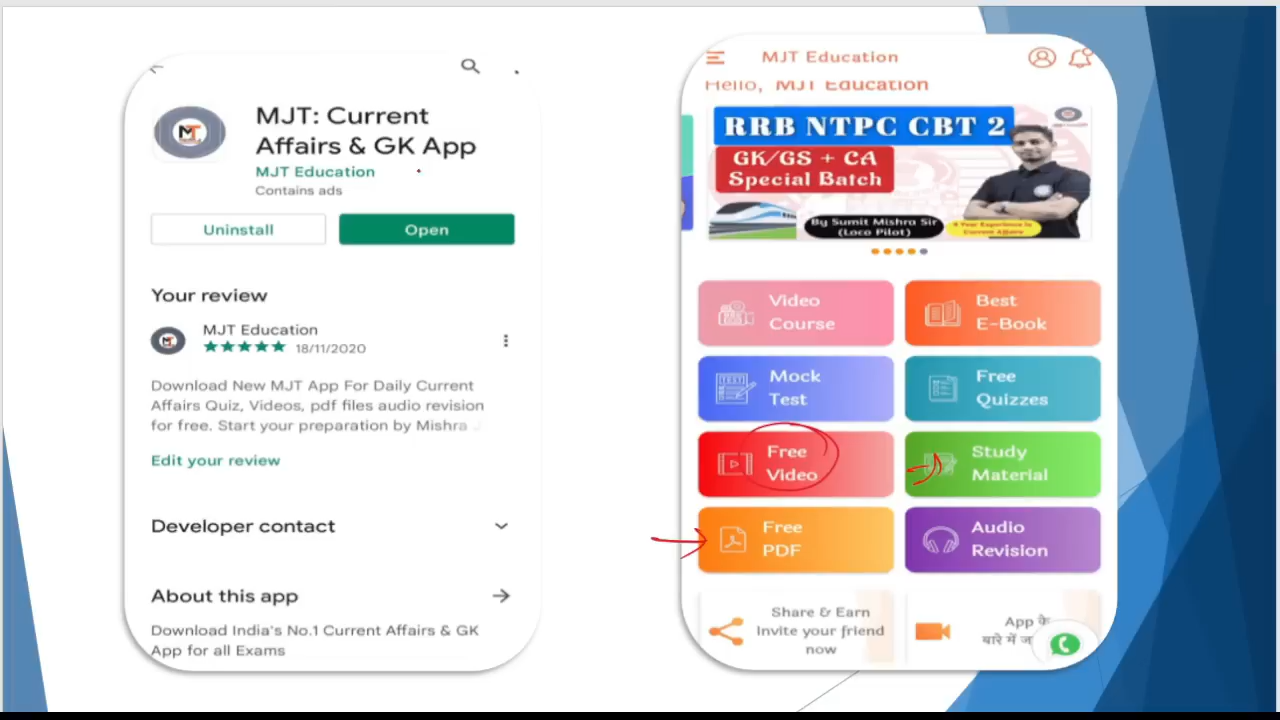 MJT: Current
Affairs & GK App
MJT Education
Contains ads
Uninstall
Open
Your review
MJT Education
18/11/2020
Download New MJT App For Daily Current
Affairs Quiz, Videos, pdf files audio revision
for free. Start your preparation by Mishra
Edit your review
Developer contact
About this app
Download India's No.1 Current Affairs & GK
App for all Exams
MJT Education
Hello, MJT Education
RRB NTPC CBT 2
GK/GS + CA
Special Batch
By Sumit Mishra Sir
(Loco Pilot)
Year Experience in
Current Affairs
Video
Course
Best
E-Book
Mock
Test
Free
Quizzes
Free
Video
Study
Material
Free
PDF
Audio
Revision
Share & Earn
Invite your friend
now
App के
बारे में